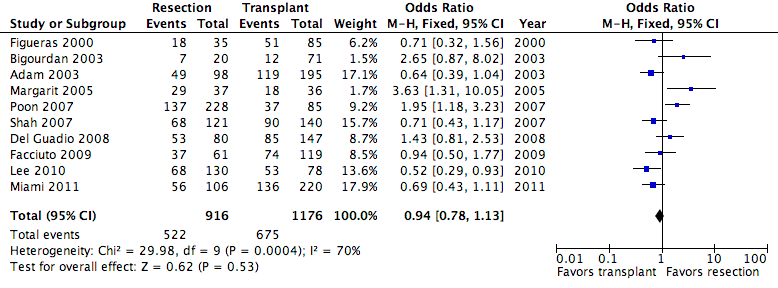 Resection Transplant Odds Ratio Odds Ratio
Study or Subgroup Events Total Events Total Weight M-H, Fixed, 95% CI Year M-H, Fixed, 95% CI
Figueras 2000 18 35 51 85 6.2% 0.71 [0.32, 1.56] 2000
Bigourdan 2003 7 20 12 71 1.5% 2.65 [0.87, 8.02] 2003
Adam 2003 49 98 119 195 16.8% 0.64 [0.39, 1.04] 2003
Margarit 2005 29 37 18 36 1.7% 3.63 [1.31, 10.05] 2005
Poon 2007 137 228 37 85 9.1% 1.95 [1.18, 3.23] 2007
Shah 2007 68 121 90 140 15.7% 0.71 [0.43, 1.17] 2007
Del Guadio 2008 53 80 85 147 8.7% 1.43 [0.81, 2.53] 2008
Facciuto 2009 37 61 74 119 8.5% 0.94 [0.50, 1.77] 2009
Lee 2010 68 130 53 78 13.6% 0.52 [0.29, 0.93] 2010
Miami 2011 56 106 136 220 17.9% 0.69 [0.43, 1.11] 2011
Total (95% CI) 916 1176 100.0% 0.94 [0.78, 1.13]
Total events 522 675
Heterogeneity: Chi² = 29.98, df = 9 (P = 0.0004); I² = 70%
Test for overall effect: Z = 0.62 (P = 0.53)
0.01 0.1 1 10 100
Favors transplant Favors resection